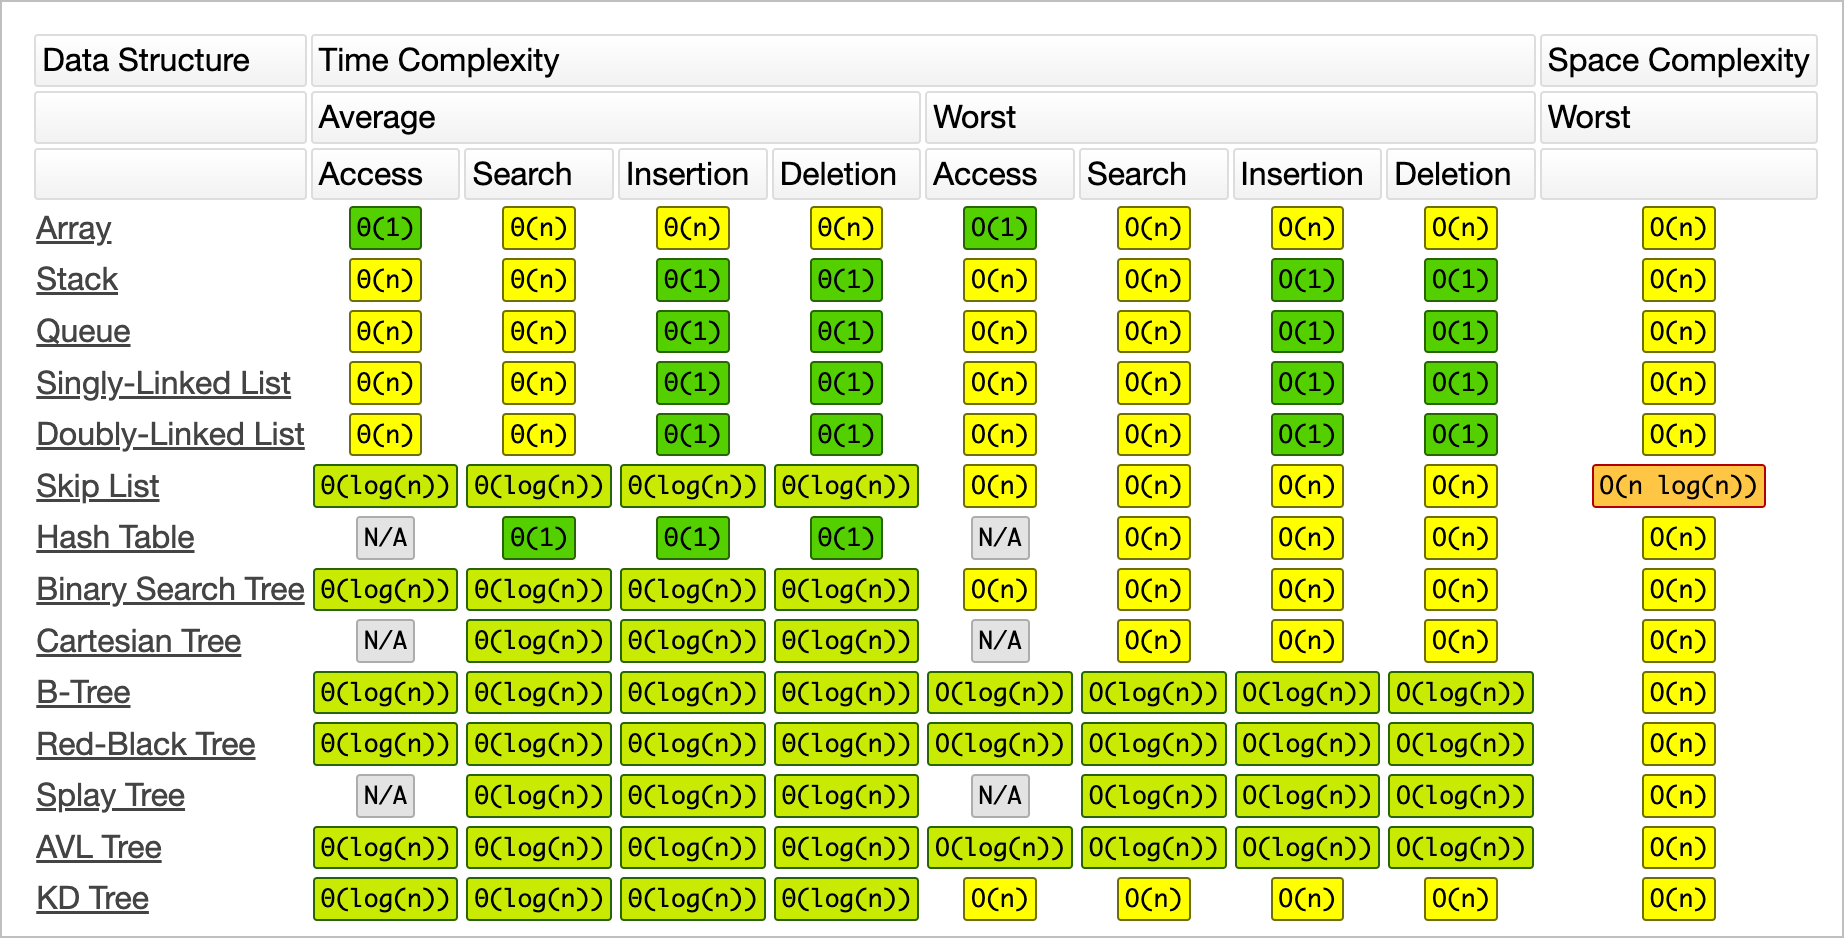 Data Structure Time Complexity Space Complexity
Average Worst Worst
Access Search Insertion Deletion Access Search Insertion Deletion
Array Θ(1) Θ(n) Θ(n) Θ(n) O(1) O(n) O(n) O(n) O(n)
Stack Θ(n) Θ(n) Θ(1) Θ(1) O(n) O(n) O(1) O(1) O(n)
Queue Θ(n) Θ(n) Θ(1) Θ(1) O(n) O(n) O(1) O(1) O(n)
Singly-Linked List Θ(n) Θ(n) Θ(1) Θ(1) O(n) O(n) O(1) O(1) O(n)
Doubly-Linked List Θ(n) Θ(n) Θ(1) Θ(1) O(n) O(n) O(1) O(1) O(n)
Skip List Θ(log(n)) Θ(log(n)) Θ(log(n)) Θ(log(n)) O(n) O(n) O(n) O(n) O(n log(n))
Hash Table N/A Θ(1) Θ(1) Θ(1) N/A O(n) O(n) O(n) O(n)
Binary Search Tree Θ(log(n)) Θ(log(n)) Θ(log(n)) Θ(log(n)) O(n) O(n) O(n) O(n) O(n)
Cartesian Tree N/A Θ(log(n)) Θ(log(n)) Θ(log(n)) N/A O(n) O(n) O(n) O(n)
B-Tree Θ(log(n)) Θ(log(n)) Θ(log(n)) Θ(log(n)) O(log(n)) O(log(n)) O(log(n)) O(log(n)) O(n)
Red-Black Tree Θ(log(n)) Θ(log(n)) Θ(log(n)) Θ(log(n)) O(log(n)) O(log(n)) O(log(n)) O(log(n)) O(n)
Splay Tree N/A Θ(log(n)) Θ(log(n)) Θ(log(n)) N/A O(log(n)) O(log(n)) O(log(n)) O(n)
AVL Tree Θ(log(n)) Θ(log(n)) Θ(log(n)) Θ(log(n)) O(log(n)) O(log(n)) O(log(n)) O(log(n)) O(n)
KD Tree Θ(log(n)) Θ(log(n)) Θ(log(n)) Θ(log(n)) O(n) O(n) O(n) O(n) O(n)